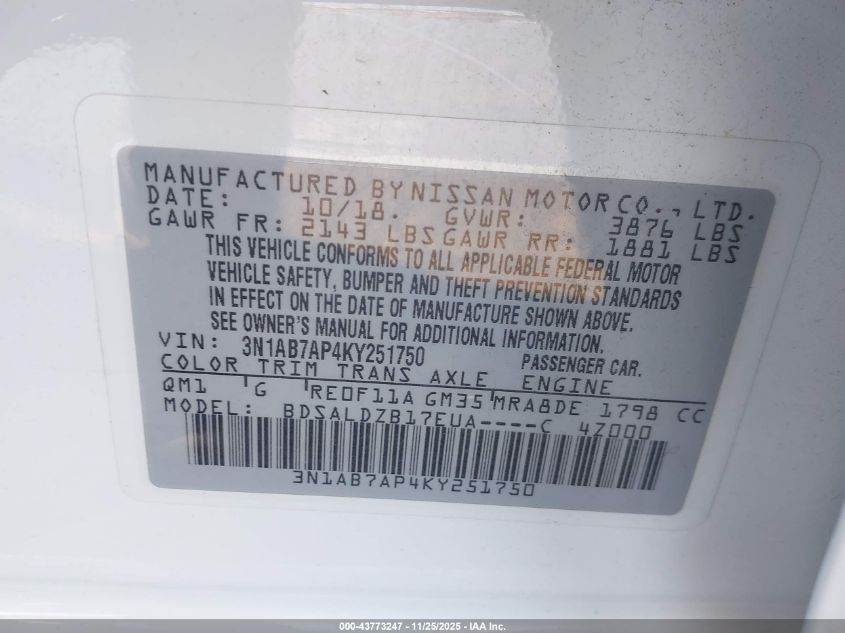 MANUFACTURED BY NISSAN MOTOR CO., LTD.
DATE: 10/18. GVWR: 3876 LBS
GAWR FR: 2143 LBS GAWR RR: 1881 LBS
THIS VEHICLE CONFORMS TO ALL APPLICABLE FEDERAL MOTOR
VEHICLE SAFETY, BUMPER AND THEFT PREVENTION STANDARDS
IN EFFECT ON THE DATE OF MANUFACTURE SHOWN ABOVE.
SEE OWNER'S MANUAL FOR ADDITIONAL INFORMATION.
VIN: 3N1AB7AP4KY251750 PASSENGER CAR.
COLOR TRIM TRANS AXLE ENGINE
QM1 G RE0F11A GM35 MRA8DE 1798 CC
MODEL: BDSALDZB17EUA----C 4Z000
3N1AB7AP4KY251750
000-43773247 - 11/25/2025 - IAA Inc.